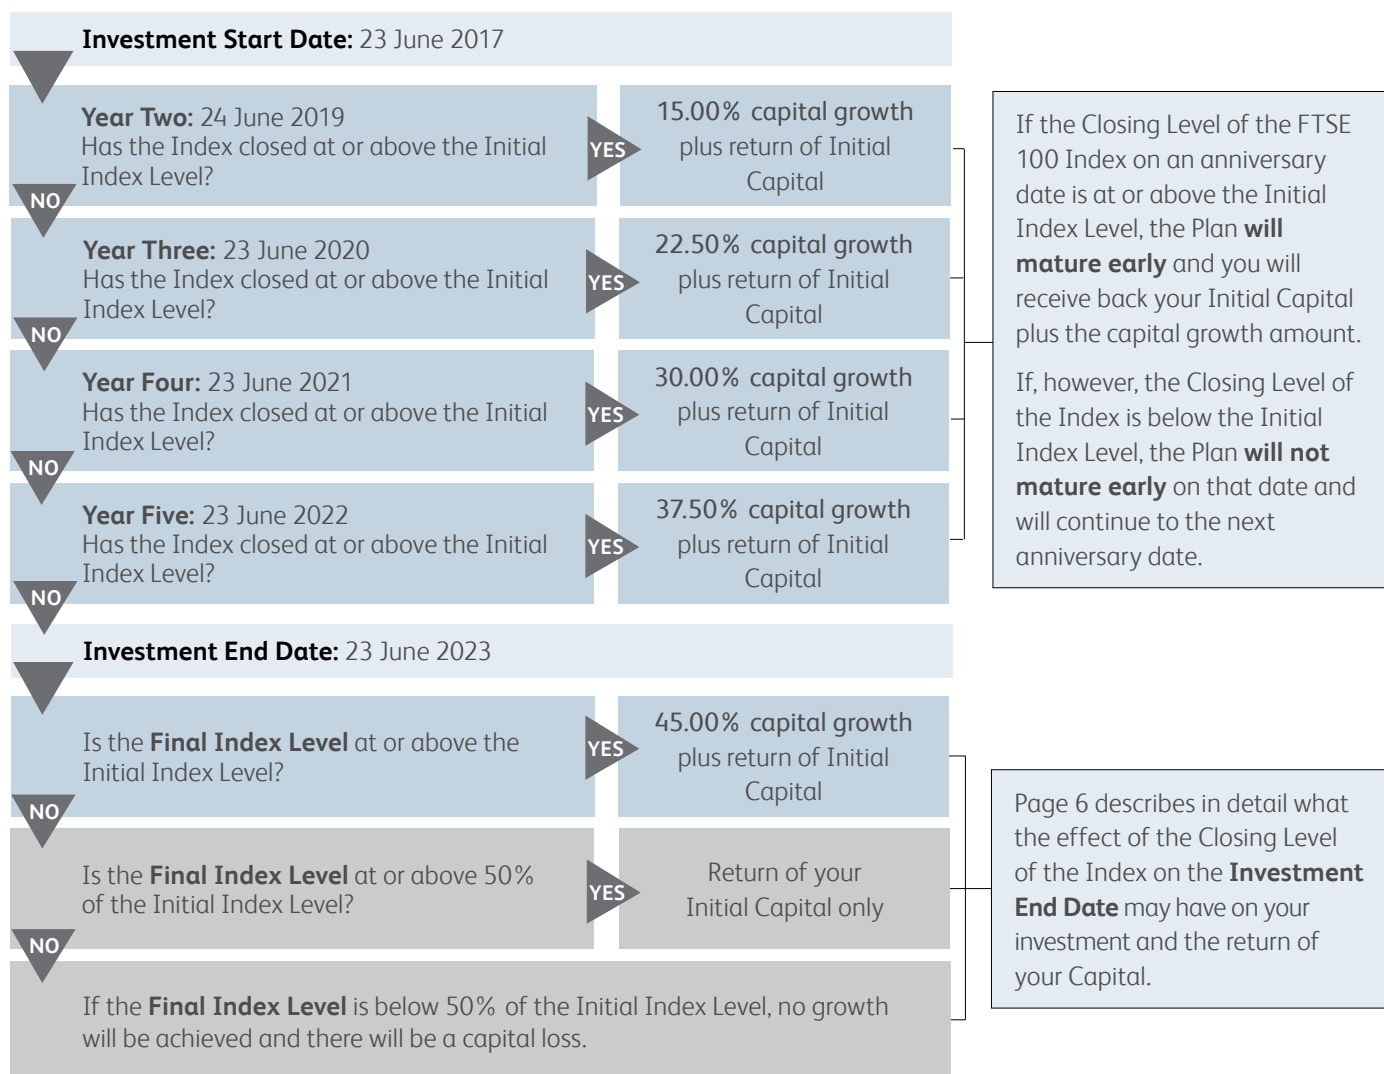 Investment Start Date: 23 June 2017
Year Two: 24 June 2019
Has the Index closed at or above the Initial
Index Level?
YES
15.00% capital growth
plus return of Initial
Capital
NO
Year Three: 23 June 2020
Has the Index closed at or above the Initial
Index Level?
YES
22.50% capital growth
plus return of Initial
Capital
NO
Year Four: 23 June 2021
Has the Index closed at or above the Initial
Index Level?
YES
30.00% capital growth
plus return of Initial
Capital
NO
Year Five: 23 June 2022
Has the Index closed at or above the Initial
Index Level?
YES
37.50% capital growth
plus return of Initial
Capital
NO
If the Closing Level of the FTSE
100 Index on an anniversary
date is at or above the Initial
Index Level, the Plan will
mature early and you will
receive back your Initial Capital
plus the capital growth amount.
If, however, the Closing Level of
the Index is below the Initial
Index Level, the Plan will not
mature early on that date and
will continue to the next
anniversary date.
Investment End Date: 23 June 2023
Is the Final Index Level at or above the
Initial Index Level?
YES
45.00% capital growth
plus return of Initial
Capital
NO
Is the Final Index Level at or above 50%
of the Initial Index Level?
YES
Return of your
Initial Capital only
NO
If the Final Index Level is below 50% of the Initial Index Level, no growth
will be achieved and there will be a capital loss.
Page 6 describes in detail what
the effect of the Closing Level
of the Index on the Investment
End Date may have on your
investment and the return of
your Capital.